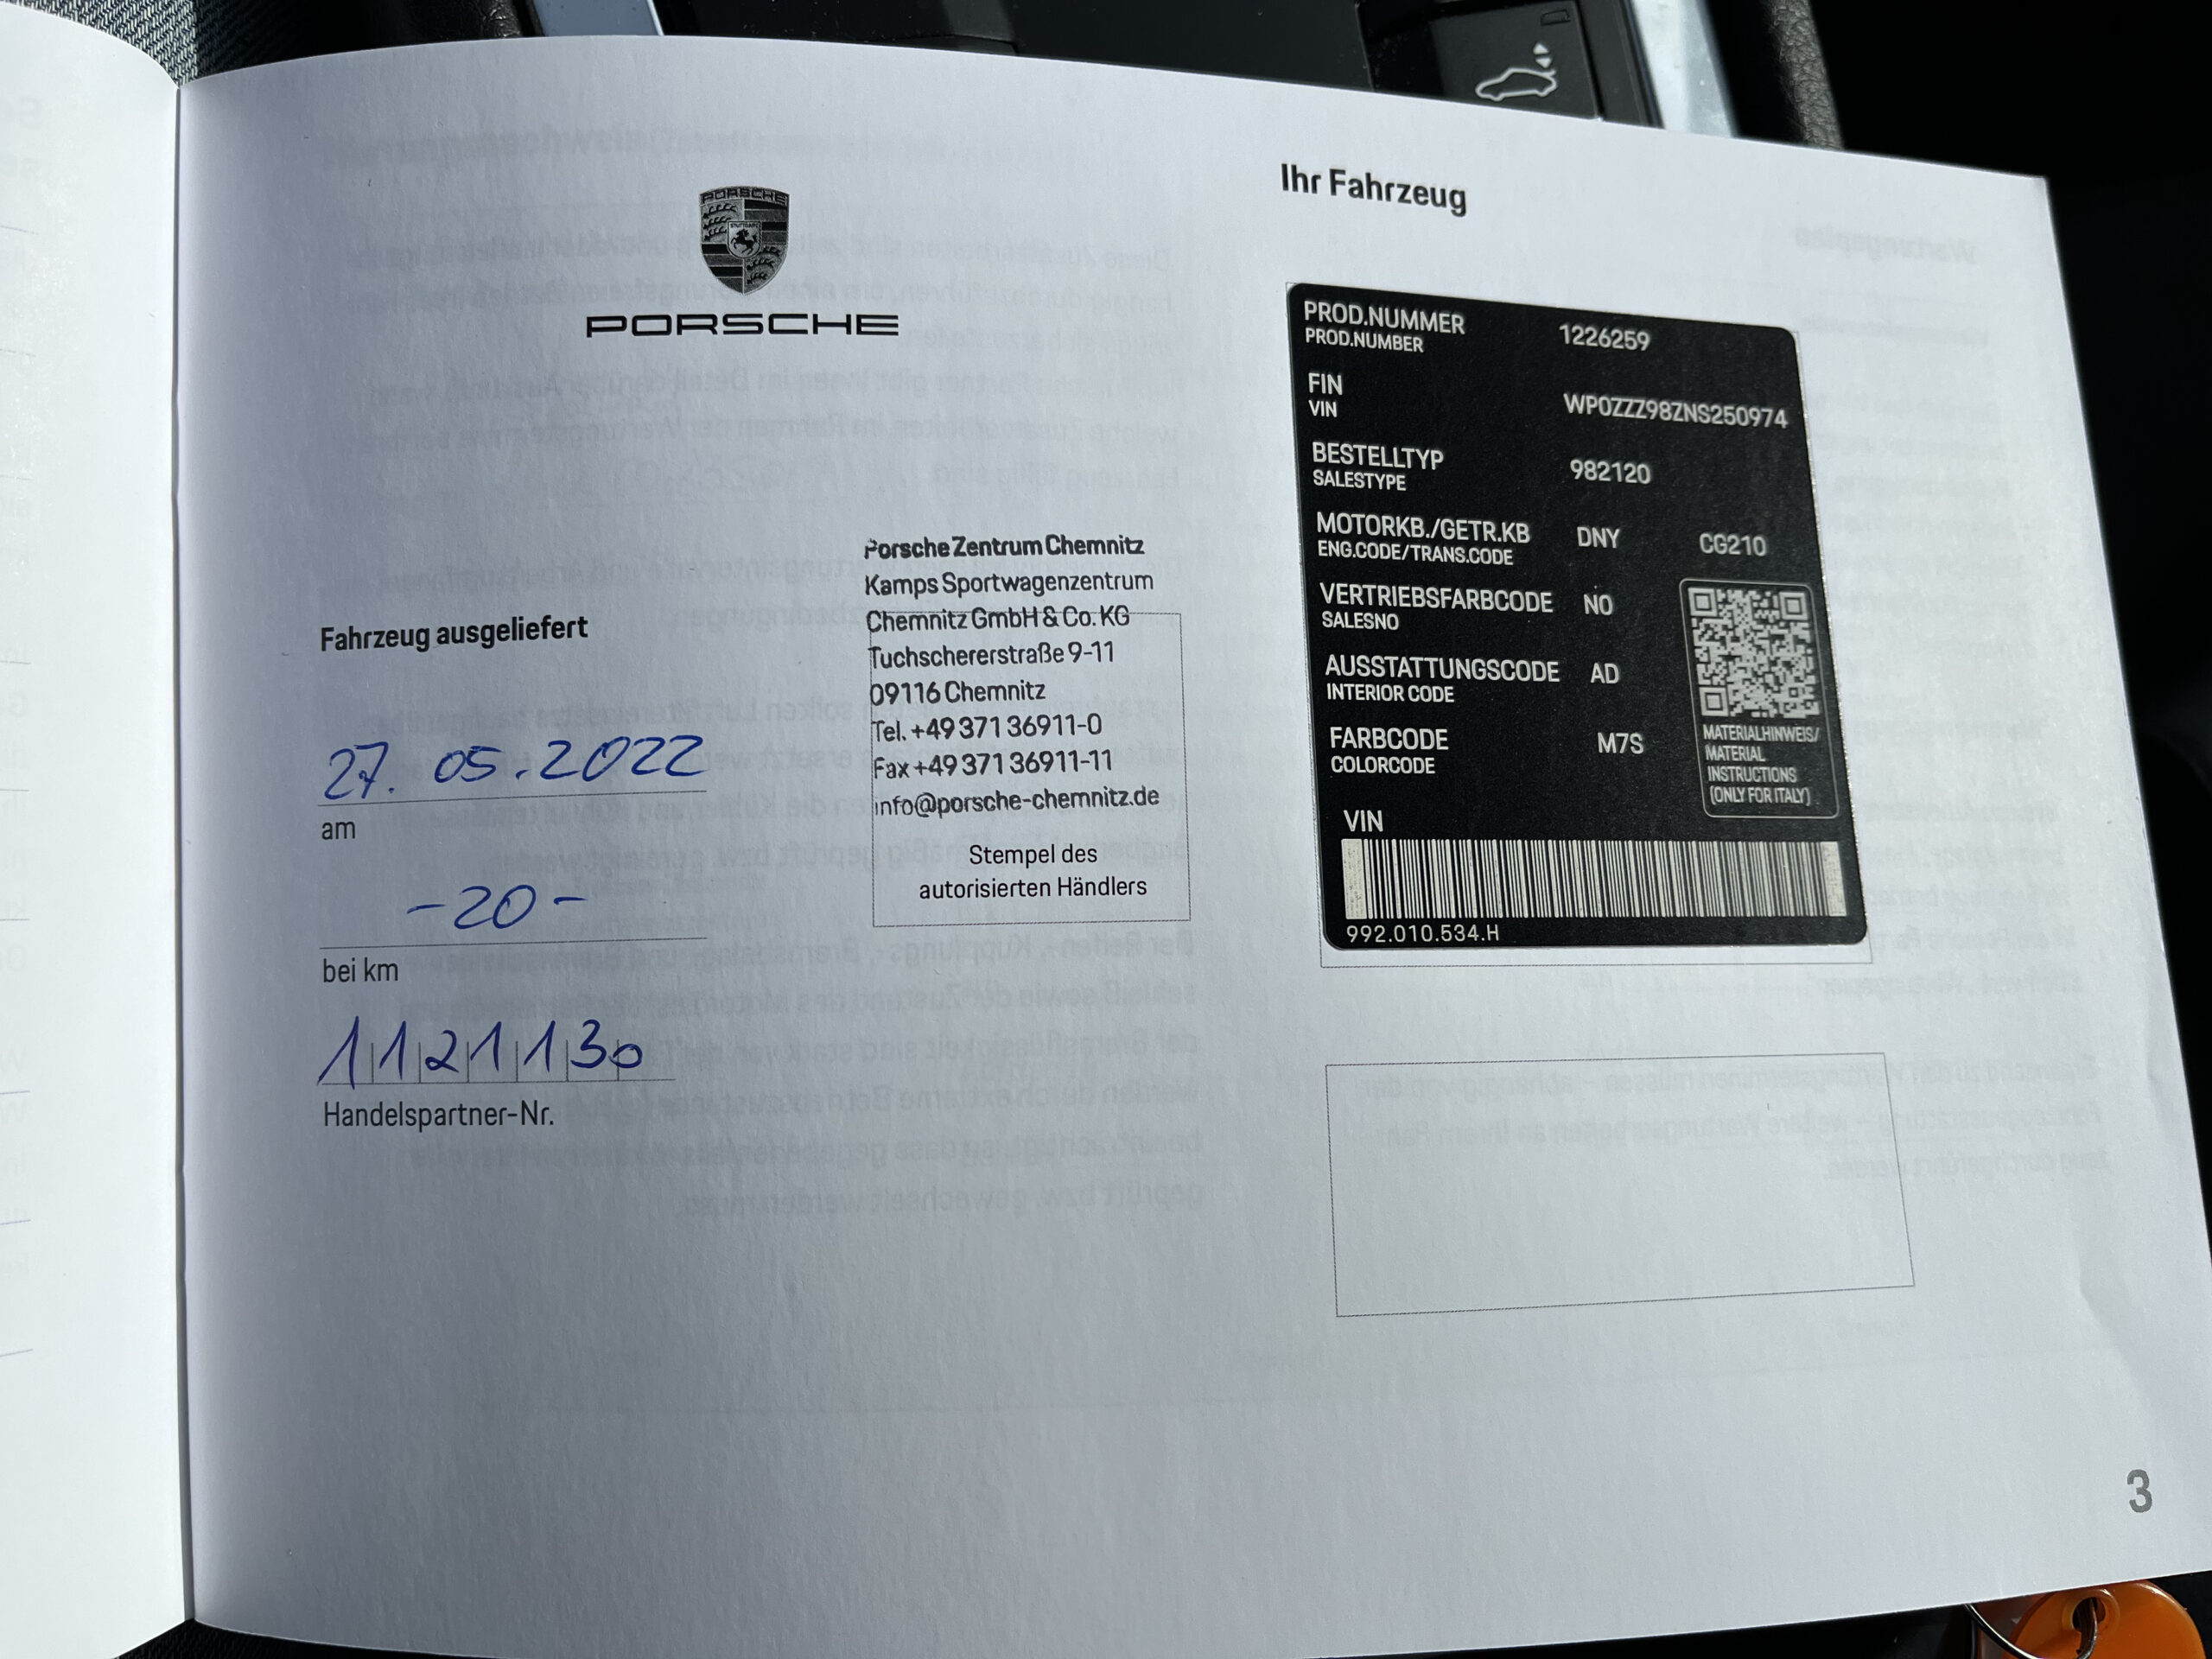 PORSCHE
STUTTGART
PORSCHE
Fahrzeug ausgeliefert
27. 05. 2022
am
-20-
bei km
1121130
Handelspartner-Nr.
Porsche Zentrum Chemnitz
Kamps Sportwagenzentrum
Chemnitz GmbH & Co. KG
Tuchschererstraße 9-11
09116 Chemnitz
Tel. +49 371 36911-0
Fax +49 371 36911-11
info@porsche-chemnitz.de
Stempel des
autorisierten Händlers
Ihr Fahrzeug
PROD.NUMMER 1226259
PROD.NUMBER
FIN WP0ZZZ98ZNS250974
VIN
BESTELLTYP 982120
SALESTYPE
MOTORKB./GETR.KB DNY CG210
ENG.CODE/TRANS.CODE
VERTRIEBSFARBCODE N0
SALESNO
AUSSTATTUNGSCODE AD
INTERIOR CODE
FARBCODE M7S
COLORCODE
MATERIALHINWEIS/
MATERIAL
INSTRUCTIONS
(ONLY FOR ITALY)
VIN
992.010.534.H
3